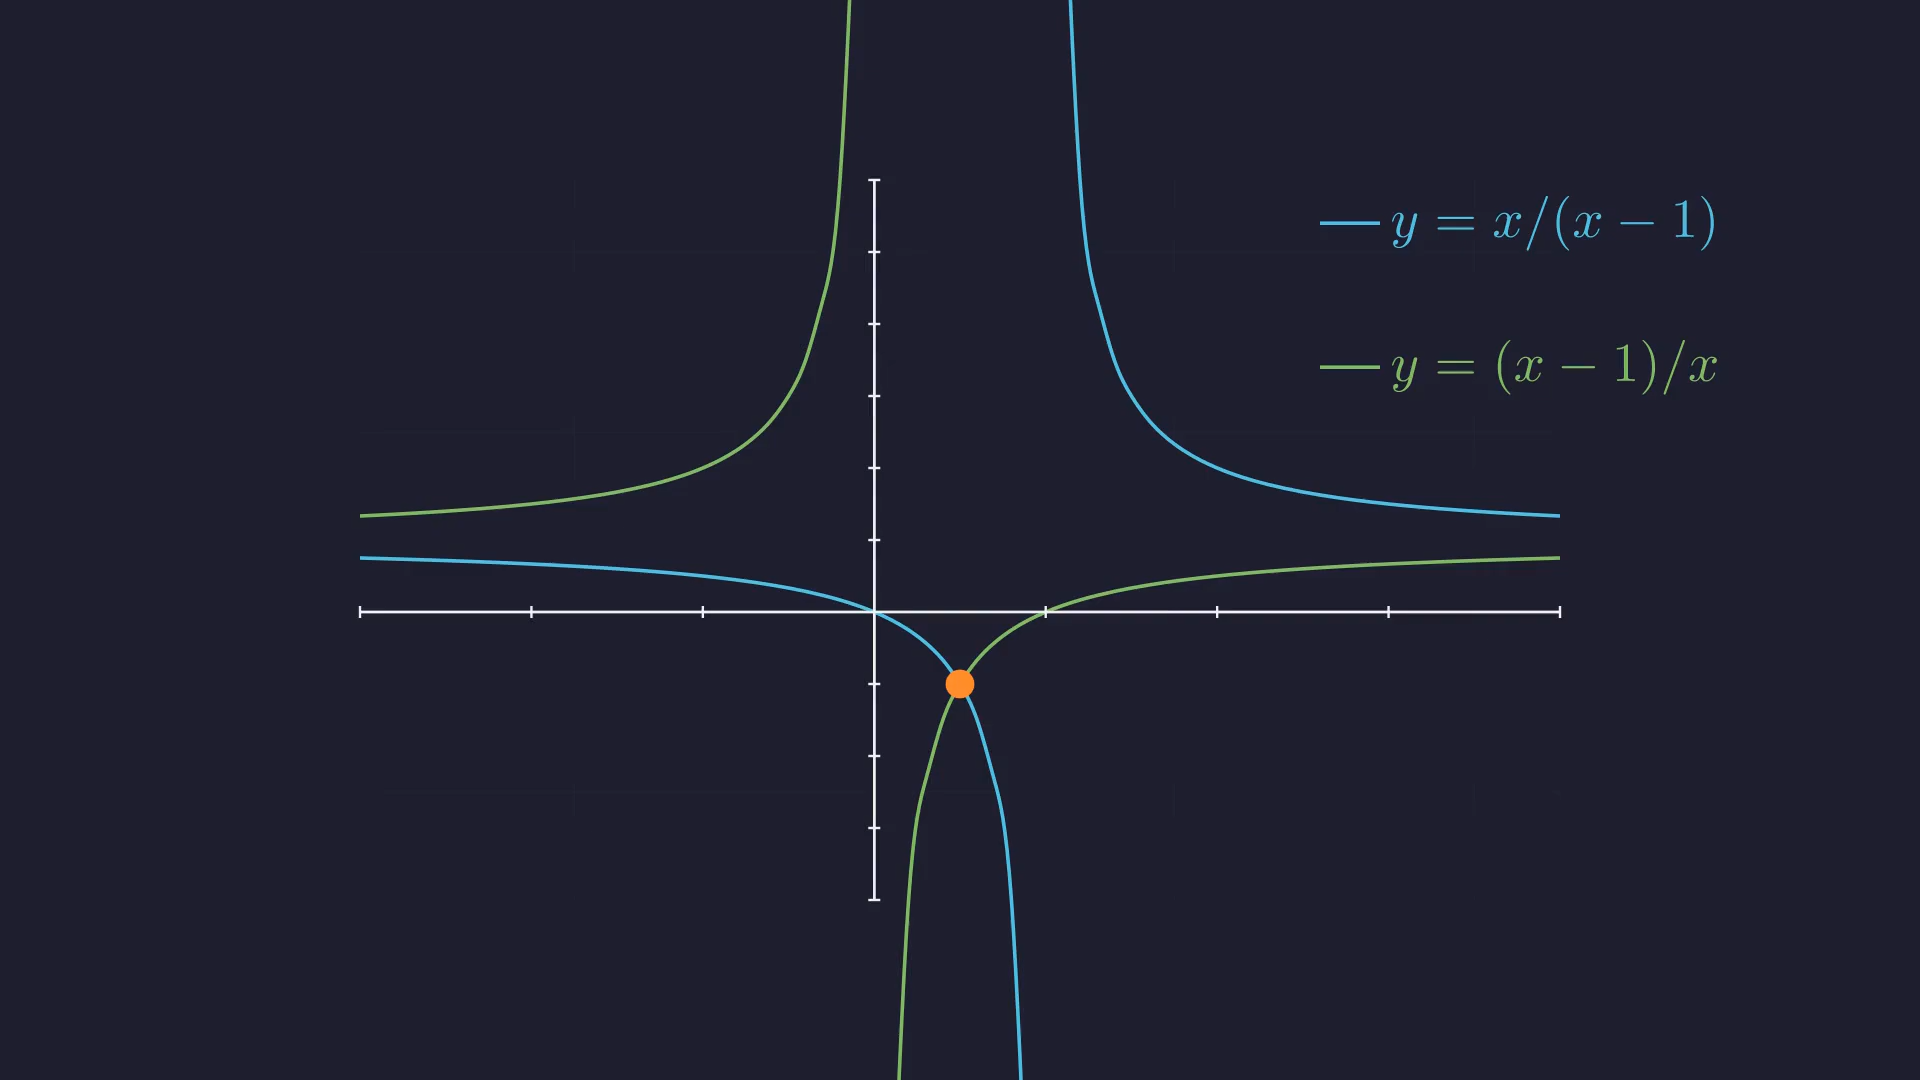 y = x/(x − 1)
y = (x − 1)/x